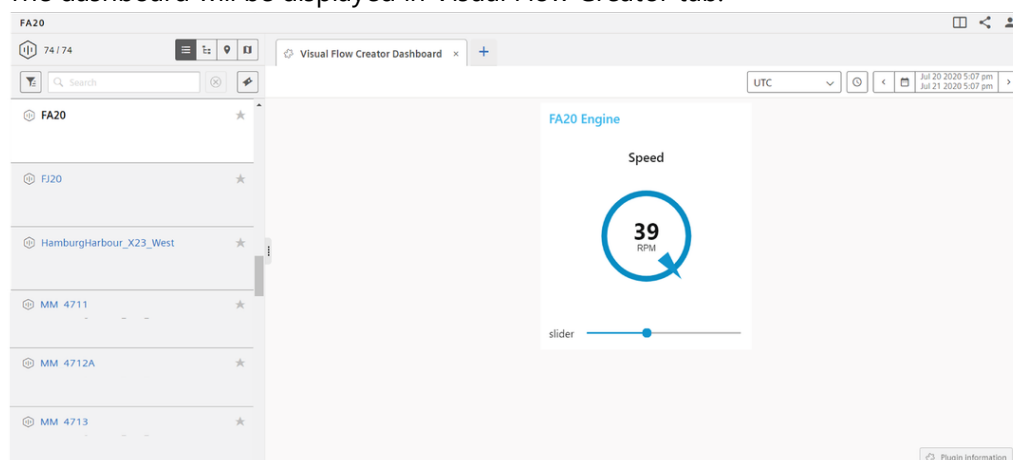 The dashboard will be displayed in Visual Flow Creator tab.
FA20
74 / 74
Visual Flow Creator Dashboard × +
Search
UTC
Jul 20 2020 5:07 pm
Jul 21 2020 5:07 pm
FA20
FJ20
HamburgHarbour_X23_West
MM 4711
MM 4712A
MM 4713
FA20 Engine
Speed
39
RPM
slider
Plugin Information